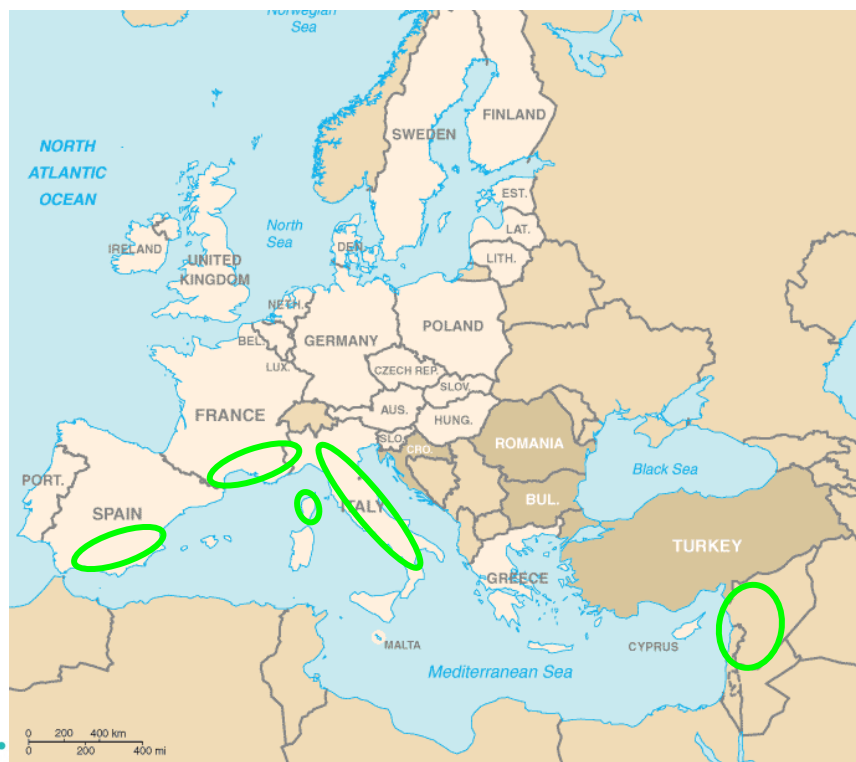 Norwegian
Sea
FINLAND
SWEDEN
NORTH
ATLANTIC
OCEAN
EST.
North
Sea
LAT.
DEN.
IRELAND
UNITED
KINGDOM
LITH.
NETH.
POLAND
GERMANY
BEL.
LUX.
CZECH REP.
SLOV.
AUS.
HUNG.
FRANCE
SLO.
CRO.
ROMANIA
Black Sea
PORT.
SPAIN
ITALY
BUL.
TURKEY
GREECE
MALTA
CYPRUS
Mediterranean Sea
0 200 400 km
0 200 400 mi